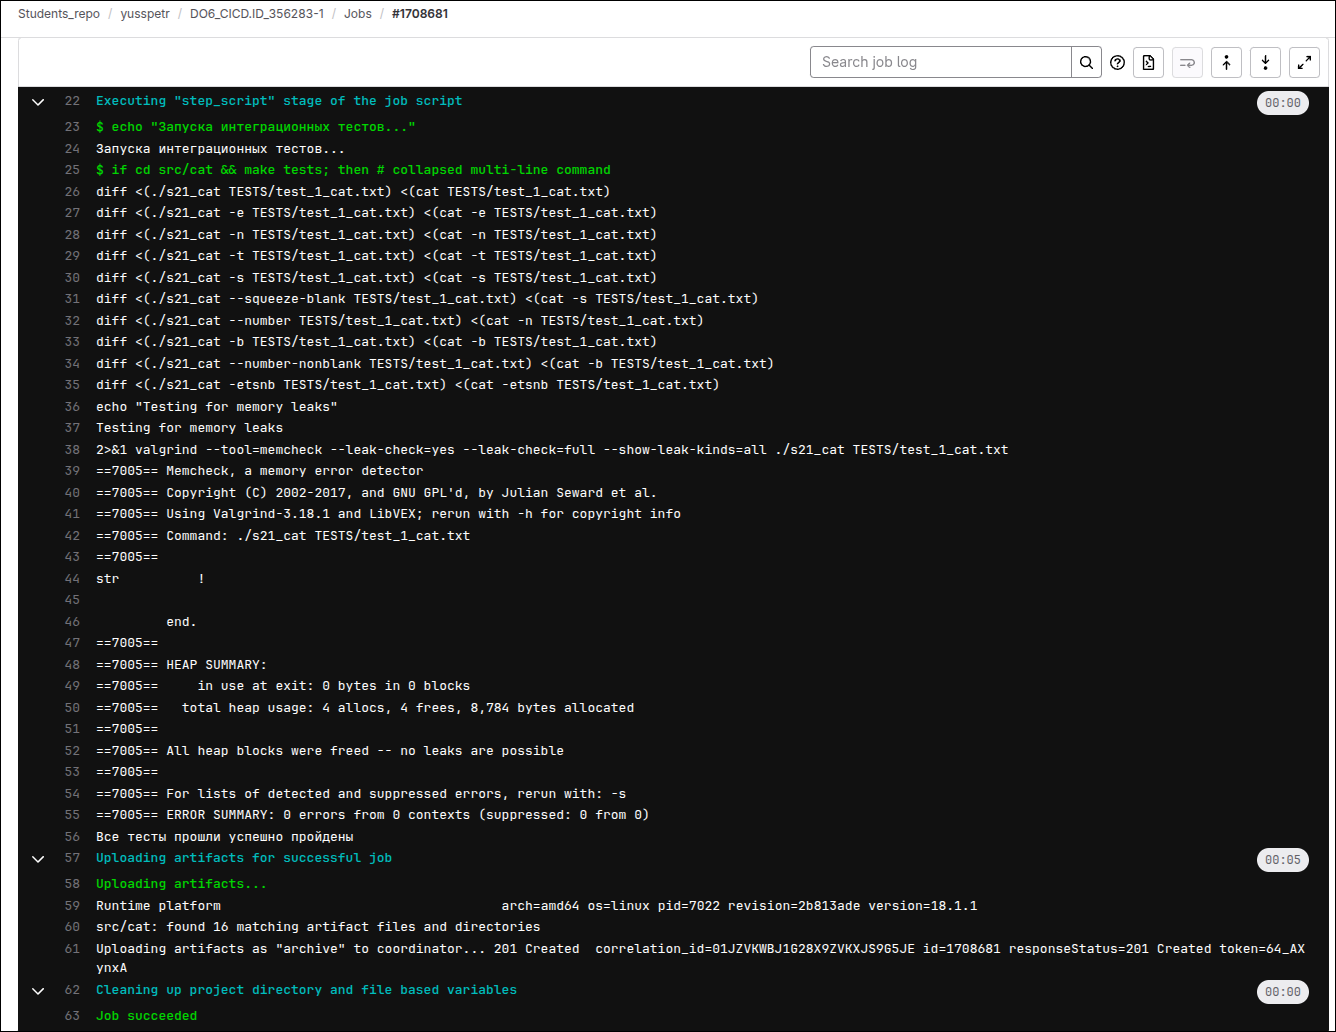 Students_repo / yusspetr / DO6_CICD.ID_356283-1 / Jobs / #1708681
Search job log
22 Executing "step_script" stage of the job script 00:00
23 $ echo "Запуска интеграционных тестов..."
24 Запуска интеграционных тестов...
25 $ if cd src/cat && make tests; then # collapsed multi-line command
26 diff <(./s21_cat TESTS/test_1_cat.txt) <(cat TESTS/test_1_cat.txt)
27 diff <(./s21_cat -e TESTS/test_1_cat.txt) <(cat -e TESTS/test_1_cat.txt)
28 diff <(./s21_cat -n TESTS/test_1_cat.txt) <(cat -n TESTS/test_1_cat.txt)
29 diff <(./s21_cat -t TESTS/test_1_cat.txt) <(cat -t TESTS/test_1_cat.txt)
30 diff <(./s21_cat -s TESTS/test_1_cat.txt) <(cat -s TESTS/test_1_cat.txt)
31 diff <(./s21_cat --squeeze-blank TESTS/test_1_cat.txt) <(cat -s TESTS/test_1_cat.txt)
32 diff <(./s21_cat --number TESTS/test_1_cat.txt) <(cat -n TESTS/test_1_cat.txt)
33 diff <(./s21_cat -b TESTS/test_1_cat.txt) <(cat -b TESTS/test_1_cat.txt)
34 diff <(./s21_cat --number-nonblank TESTS/test_1_cat.txt) <(cat -b TESTS/test_1_cat.txt)
35 diff <(./s21_cat -etsnb TESTS/test_1_cat.txt) <(cat -etsnb TESTS/test_1_cat.txt)
36 echo "Testing for memory leaks"
37 Testing for memory leaks
38 2>&1 valgrind --tool=memcheck --leak-check=yes --leak-check=full --show-leak-kinds=all ./s21_cat TESTS/test_1_cat.txt
39 ==7005== Memcheck, a memory error detector
40 ==7005== Copyright (C) 2002-2017, and GNU GPL'd, by Julian Seward et al.
41 ==7005== Using Valgrind-3.18.1 and LibVEX; rerun with -h for copyright info
42 ==7005== Command: ./s21_cat TESTS/test_1_cat.txt
43 ==7005==
44 str !
45
46 end.
47 ==7005==
48 ==7005== HEAP SUMMARY:
49 ==7005== in use at exit: 0 bytes in 0 blocks
50 ==7005== total heap usage: 4 allocs, 4 frees, 8,784 bytes allocated
51 ==7005==
52 ==7005== All heap blocks were freed -- no leaks are possible
53 ==7005==
54 ==7005== For lists of detected and suppressed errors, rerun with: -s
55 ==7005== ERROR SUMMARY: 0 errors from 0 contexts (suppressed: 0 from 0)
56 Все тесты прошли успешно пройдены
57 Uploading artifacts for successful job 00:05
58 Uploading artifacts...
59 Runtime platform arch=amd64 os=linux pid=7022 revision=2b813ade version=18.1.1
60 src/cat: found 16 matching artifact files and directories
61 Uploading artifacts as "archive" to coordinator... 201 Created correlation_id=01JZVKWBJ1G28X9ZVKXJS9G5JE id=1708681 responseStatus=201 Created token=64_AX
ynxA
62 Cleaning up project directory and file based variables 00:00
63 Job succeeded